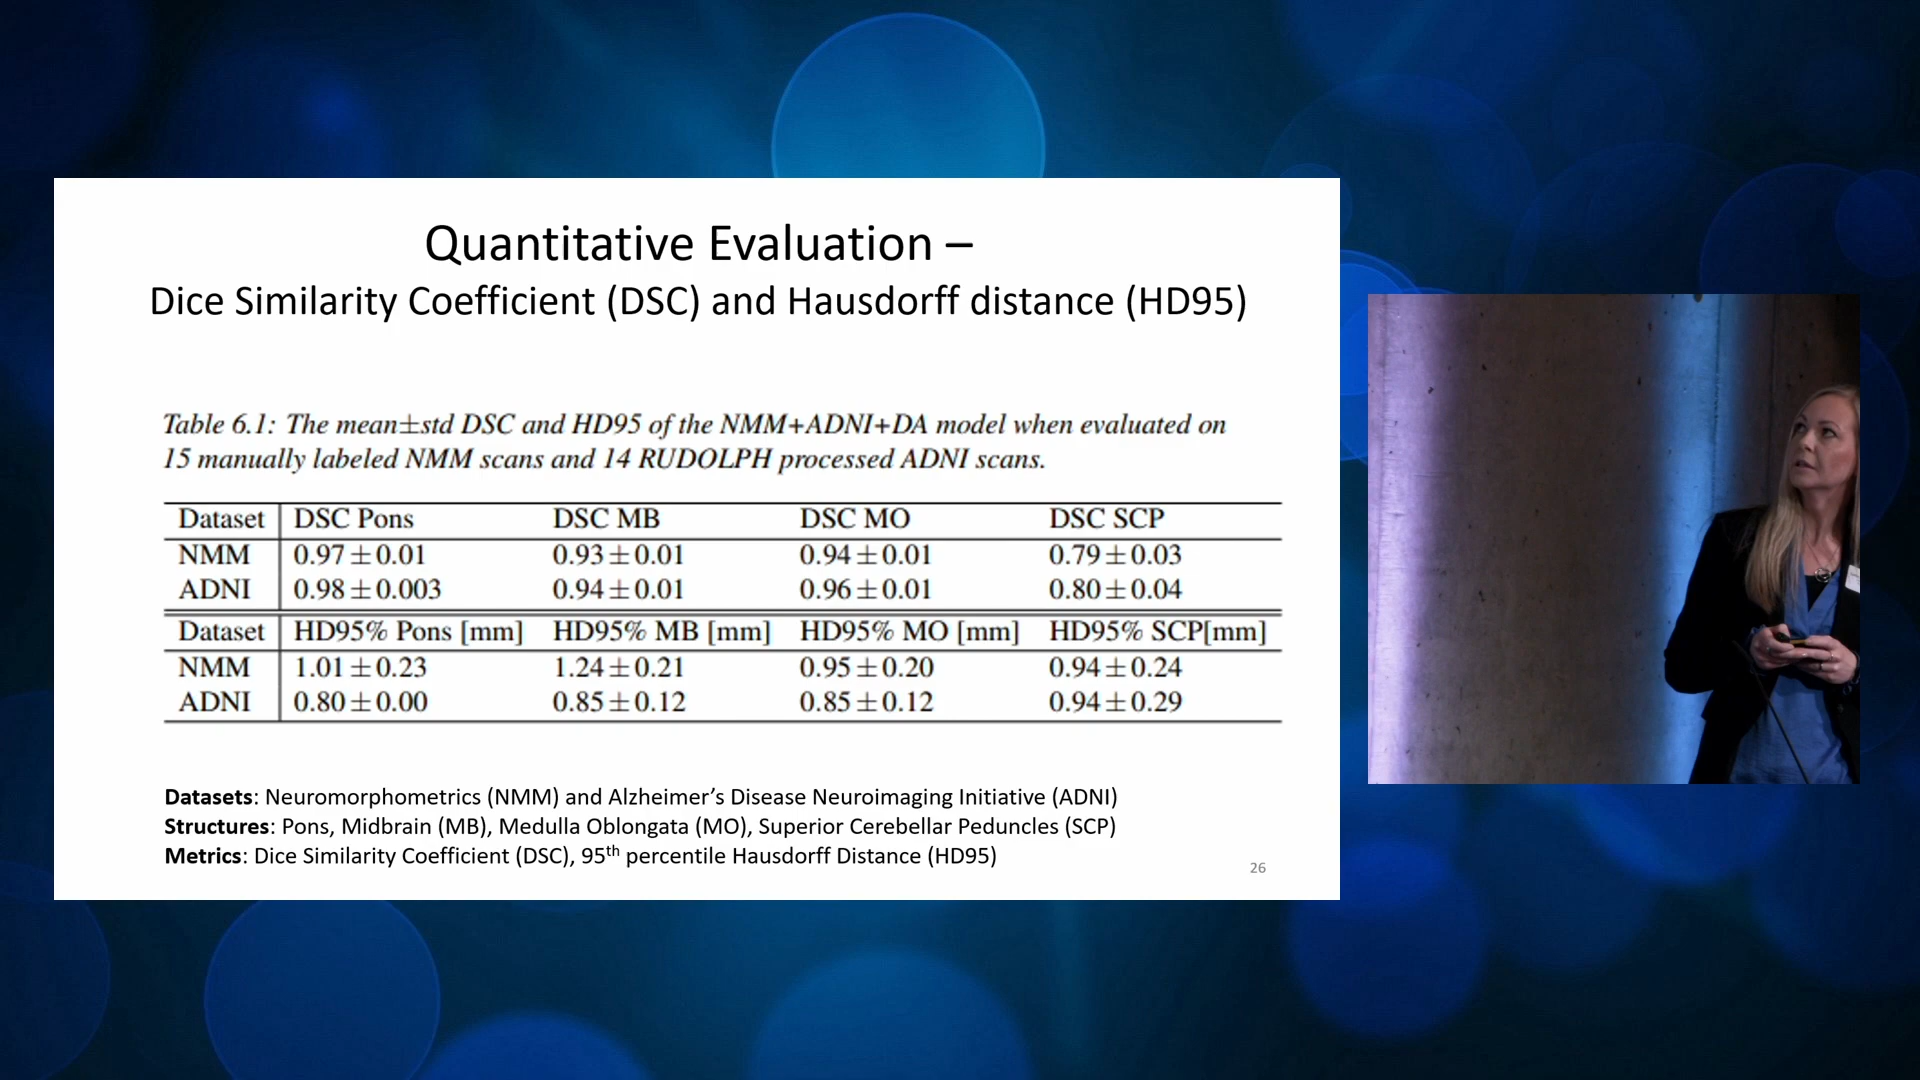 Quantitative Evaluation –
Dice Similarity Coefficient (DSC) and Hausdorff distance (HD95)
Table 6.1: The mean±std DSC and HD95 of the NMM+ADNI+DA model when evaluated on
15 manually labeled NMM scans and 14 RUDOLPH processed ADNI scans.
Dataset DSC Pons DSC MB DSC MO DSC SCP
NMM 0.97±0.01 0.93±0.01 0.94±0.01 0.79±0.03
ADNI 0.98±0.003 0.94±0.01 0.96±0.01 0.80±0.04
Dataset HD95% Pons [mm] HD95% MB [mm] HD95% MO [mm] HD95% SCP[mm]
NMM 1.01±0.23 1.24±0.21 0.95±0.20 0.94±0.24
ADNI 0.80±0.00 0.85±0.12 0.85±0.12 0.94±0.29
Datasets: Neuromorphometrics (NMM) and Alzheimer’s Disease Neuroimaging Initiative (ADNI)
Structures: Pons, Midbrain (MB), Medulla Oblongata (MO), Superior Cerebellar Peduncles (SCP)
Metrics: Dice Similarity Coefficient (DSC), 95th percentile Hausdorff Distance (HD95)
26